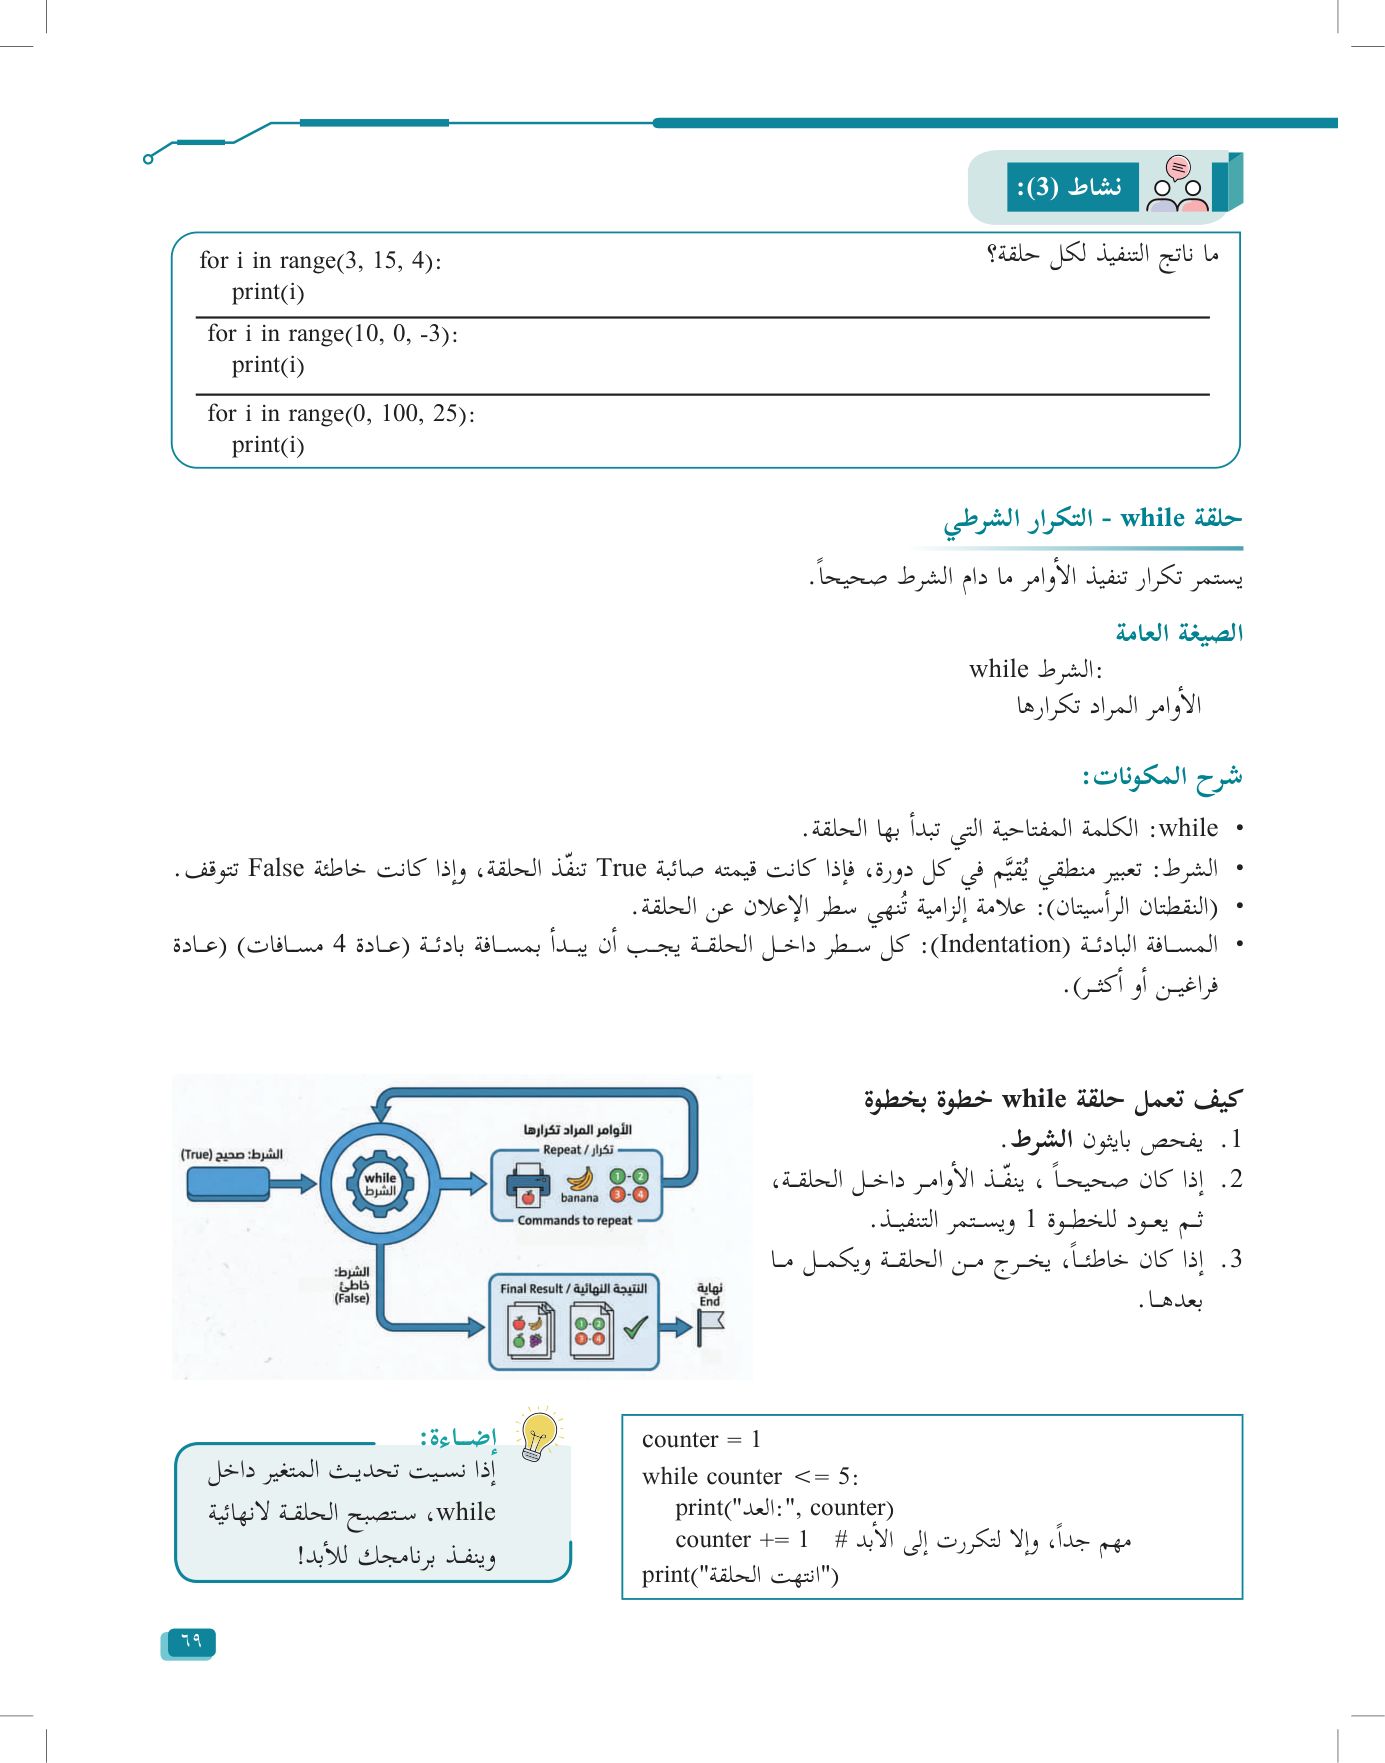 نشاط (3):
ما ناتج التنفيذ لكل حلقة؟
for i in range(3, 15, 4):
print(i)
for i in range(10, 0, -3):
print(i)
for i in range(0, 100, 25):
print(i)
حلقة while - التكرار الشرطي
يستمر تكرار تنفيذ الأوامر ما دام الشرط صحيحاً.
الصيغة العامة
while الشرط:
الأوامر المراد تكرارها
شرح المكونات:
• while: الكلمة المفتاحية التي تبدأ بها الحلقة.
• الشرط: تعبير منطقي يُقيَّم في كل دورة، فإذا كانت قيمته صائبة True تنفّذ الحلقة، وإذا كانت خاطئة False تتوقف.
• (النقطتان الرأسيتان): علامة إلزامية تُنهي سطر الإعلان عن الحلقة.
• المسافة البادئة (Indentation): كل سطر داخل الحلقة يجب أن يبدأ بمسافة بادئة (عادة 4 مسافات) (عادة
فراغين أو أكثر).
كيف تعمل حلقة while خطوة بخطوة
1. يفحص بايثون الشرط.
2. إذا كان صحيحاً ، ينفّذ الأوامر داخل الحلقة،
ثم يعود للخطوة 1 ويستمر التنفيذ.
3. إذا كان خاطئاً، يخرج من الحلقة ويكمل ما
بعدها.
الشرط: صحيح (True)
while
الشرط
الأوامر المراد تكرارها
تكرار / Repeat
banana
1-2
3-4
Commands to repeat
الشرط:
خاطئ
(False)
النتيجة النهائية / Final Result
1-2
3-4
نهاية
End
counter = 1
while counter <= 5:
print("العد:", counter)
counter += 1 # مهم جداً، وإلا لتكررت إلى الأبد
print("انتهت الحلقة")
إضاءة:
إذا نسيت تحديث المتغير داخل
while، ستصبح الحلقة لانهائية
وينفذ برنامجك للأبد!
٦٩